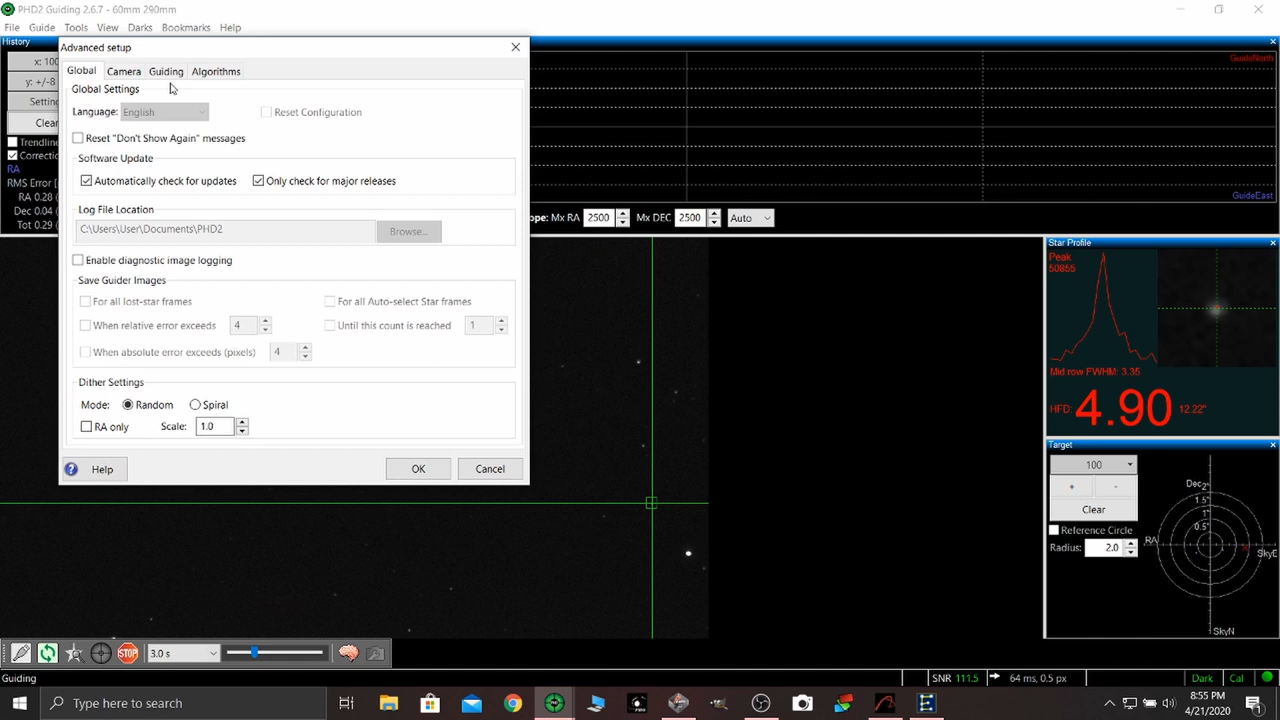 PHD2 Guiding 2.6.7 - 60mm 290mm
File Guide Tools View Darks Bookmarks Help
History
Advanced setup
Global Camera Guiding Algorithms
Global Settings
Language: English Reset Configuration
Reset "Don't Show Again" messages
Software Update
Automatically check for updates Only check for major releases
Log File Location
C:\Users\User\Documents\PHD2 Browse...
Enable diagnostic image logging
Save Guider Images
For all lost-star frames For all Auto-select Star frames
When relative error exceeds 4 Until this count is reached 1
When absolute error exceeds (pixels) 4
Dither Settings
Mode: Random Spiral
RA only Scale: 1.0
Help OK Cancel
x: 100
y: +/-8
Setting
Clear
Trendline
Correctio
RA
RMS Error [
RA 0.28
Dec 0.04
Tot 0.29
GuideNorth
GuideEast
ope: Mx RA 2500 Mx DEC 2500 Auto
Star Profile
Peak
50855
Mid row FWHM: 3.35
HFD: 4.90 12.22"
Target
100
+ -
Clear
Reference Circle
Radius: 2.0
Dec
2"
1.5"
1"
0.5"
RA
SkyE
SkyN
STOP 3.0 s
Guiding SNR 111.5 64 ms, 0.5 px Dark Cal
Type here to search
8:55 PM
4/21/2020